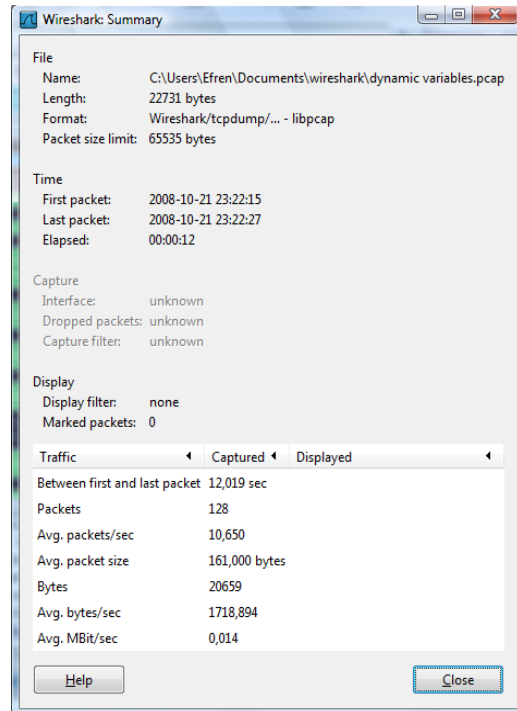 Wireshark: Summary
File
Name: C:\Users\Efren\Documents\wireshark\dynamic variables.pcap
Length: 22731 bytes
Format: Wireshark/tcpdump/... - libpcap
Packet size limit: 65535 bytes
Time
First packet: 2008-10-21 23:22:15
Last packet: 2008-10-21 23:22:27
Elapsed: 00:00:12
Capture
Interface: unknown
Dropped packets: unknown
Capture filter: unknown
Display
Display filter: none
Marked packets: 0
Traffic Captured Displayed
Between first and last packet 12,019 sec
Packets 128
Avg. packets/sec 10,650
Avg. packet size 161,000 bytes
Bytes 20659
Avg. bytes/sec 1718,894
Avg. MBit/sec 0,014
Help Close